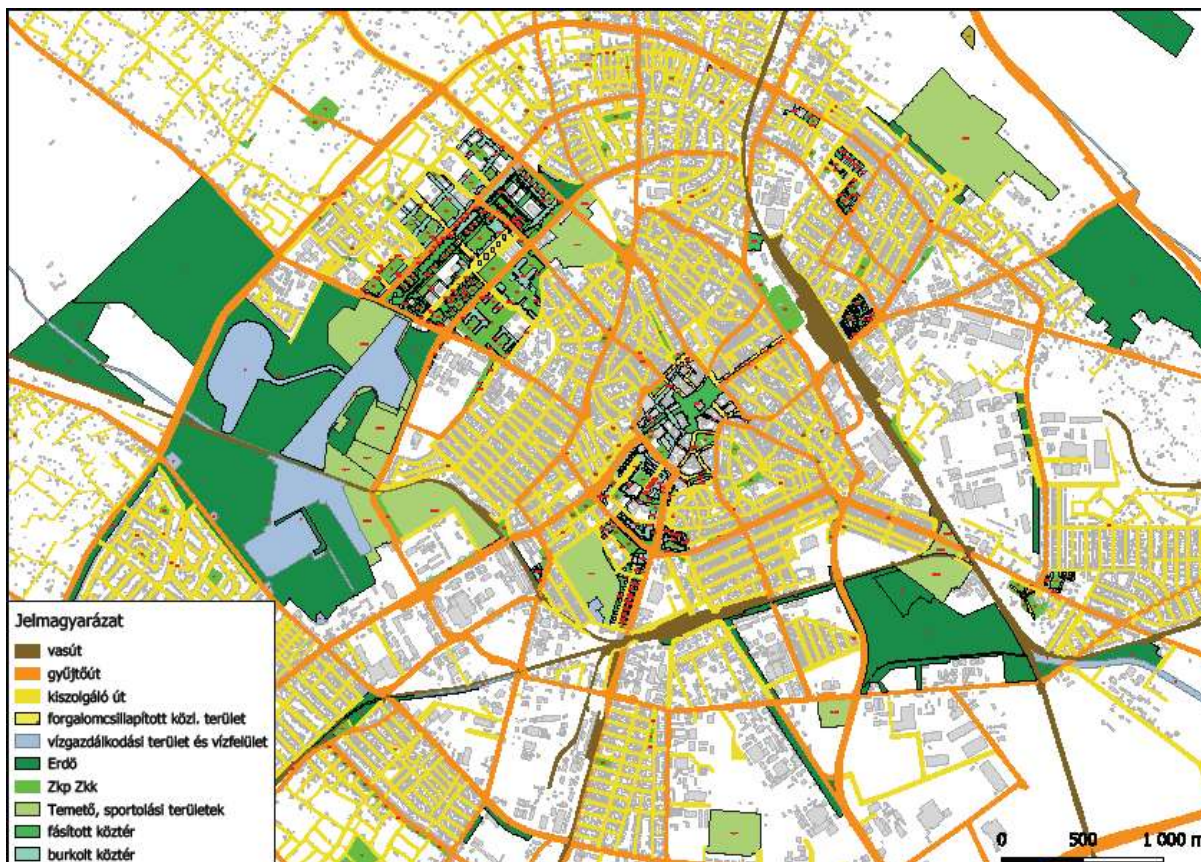 Jelmagyarázat
vasút
gyűjtőút
kiszolgáló út
forgalomcsillapított közl. terület
vízgazdálkodási terület és vízfelület
Erdő
Zkp Zkk
Temető, sportolási területek
fásított köztér
burkolt köztér
0 500 1 000 m